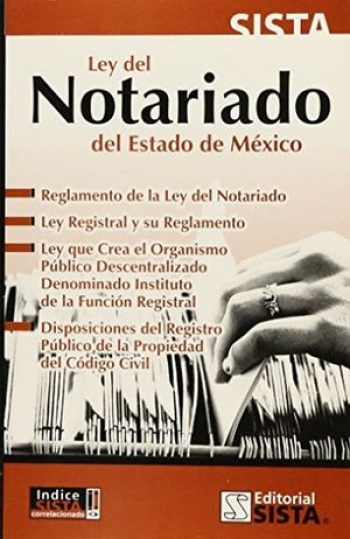 SISTA
Ley del
Notariado
del Estado de México
Reglamento de la Ley del Notariado
Ley Registral y su Reglamento
Ley que Crea el Organismo
Público Descentralizado
Denominado Instituto
de la Función Registral
Disposiciones del Registro
Público de la Propiedad
del Código Civil
Indice
SISTA
correlacionado
Editorial
SISTA®